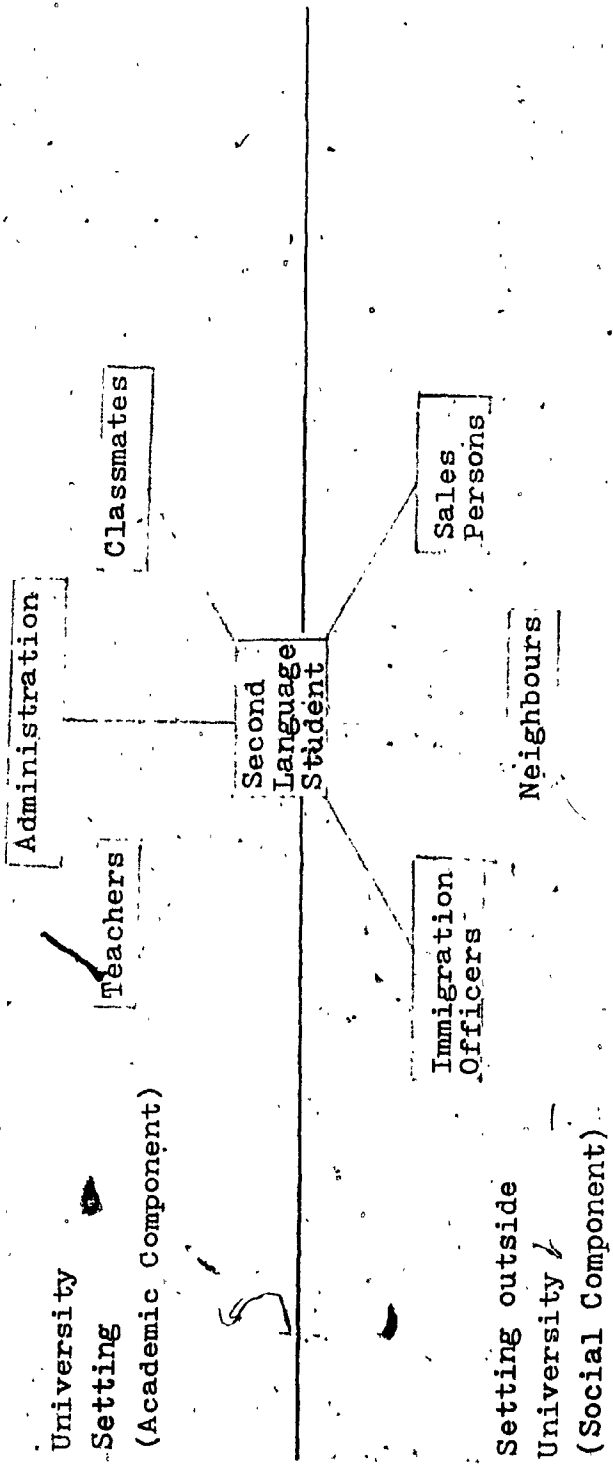 University
Setting
(Academic Component)
Administration
Teachers
Classmates
Second
Language
Student
Immigration
Officers
Sales
Persons
Neighbours
Setting outside
University
(Social Component)